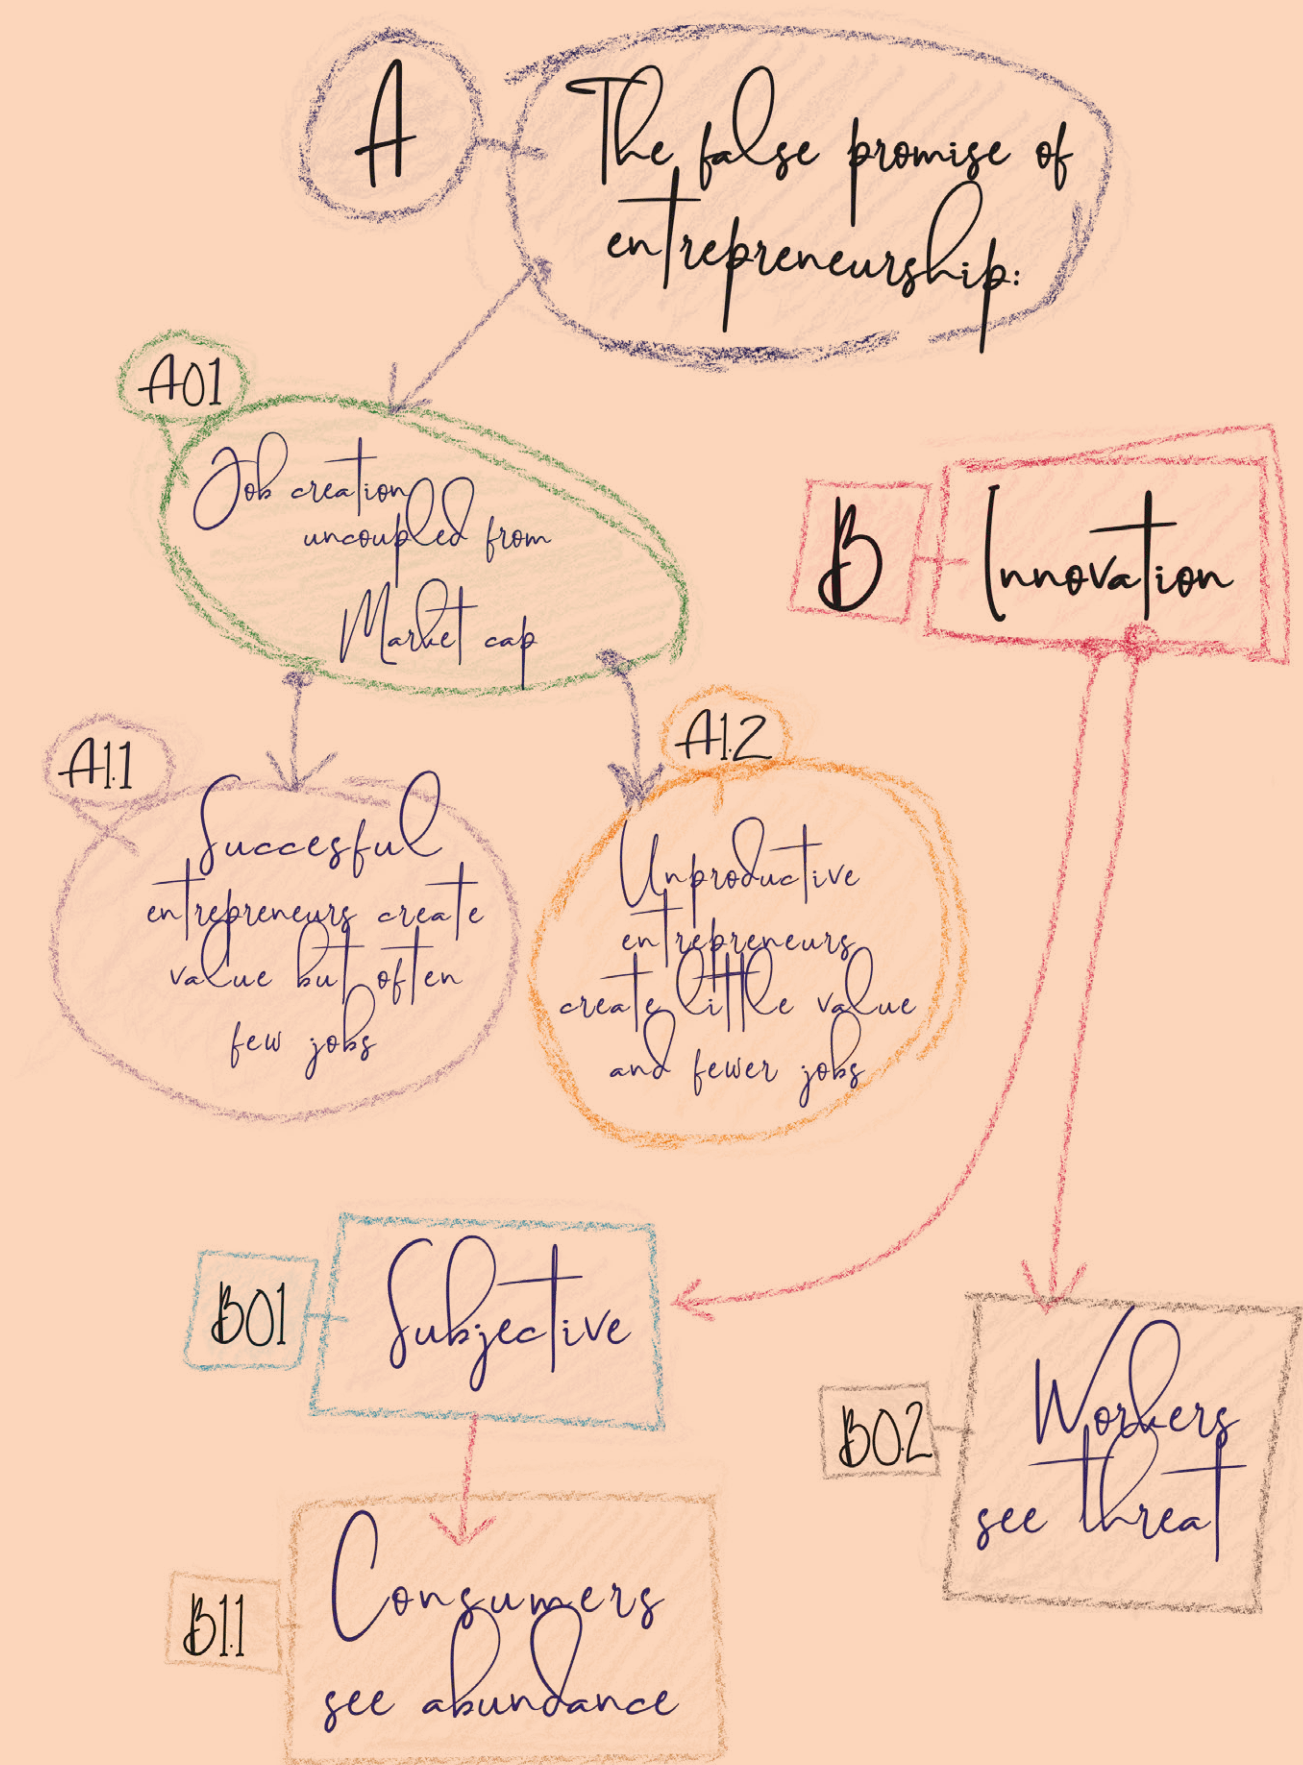 A
The false promise of
entrepreneurship:
A01
Job creation
uncoupled from
Market cap
A1.1
Succesful
entrepreneurs create
value but often
few jobs
A1.2
Unproductive
entrepreneurs
create little value
and fewer jobs
B
Innovation
B01
Subjective
B0.2
Workers
see threat
B1.1
Consumers
see abundance